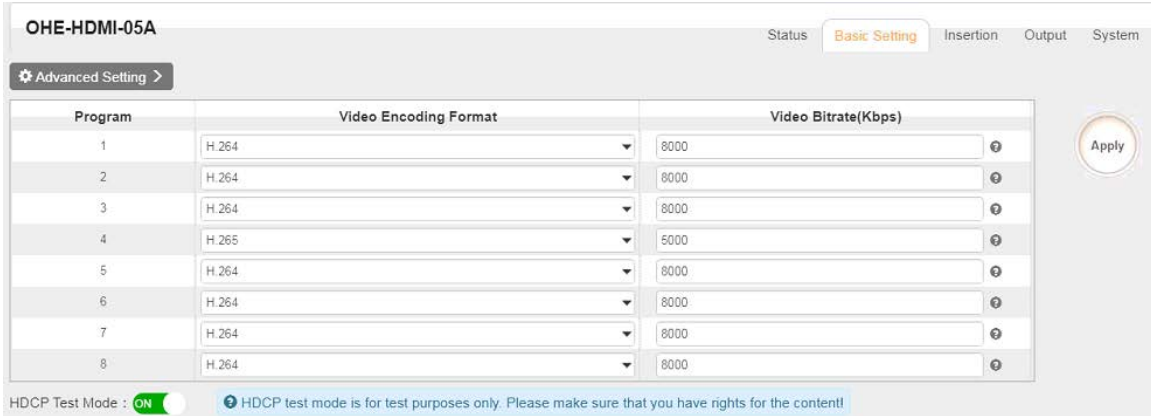 OHE-HDMI-05A
Status Basic Setting Insertion Output System
Advanced Setting
Program Video Encoding Format Video Bitrate(Kbps)
1 H.264 8000
Apply
2 H.264 8000
3 H.264 8000
4 H.265 5000
5 H.264 8000
6 H.264 8000
7 H.264 8000
8 H.264 8000
HDCP Test Mode : ON HDCP test mode is for test purposes only. Please make sure that you have rights for the content!